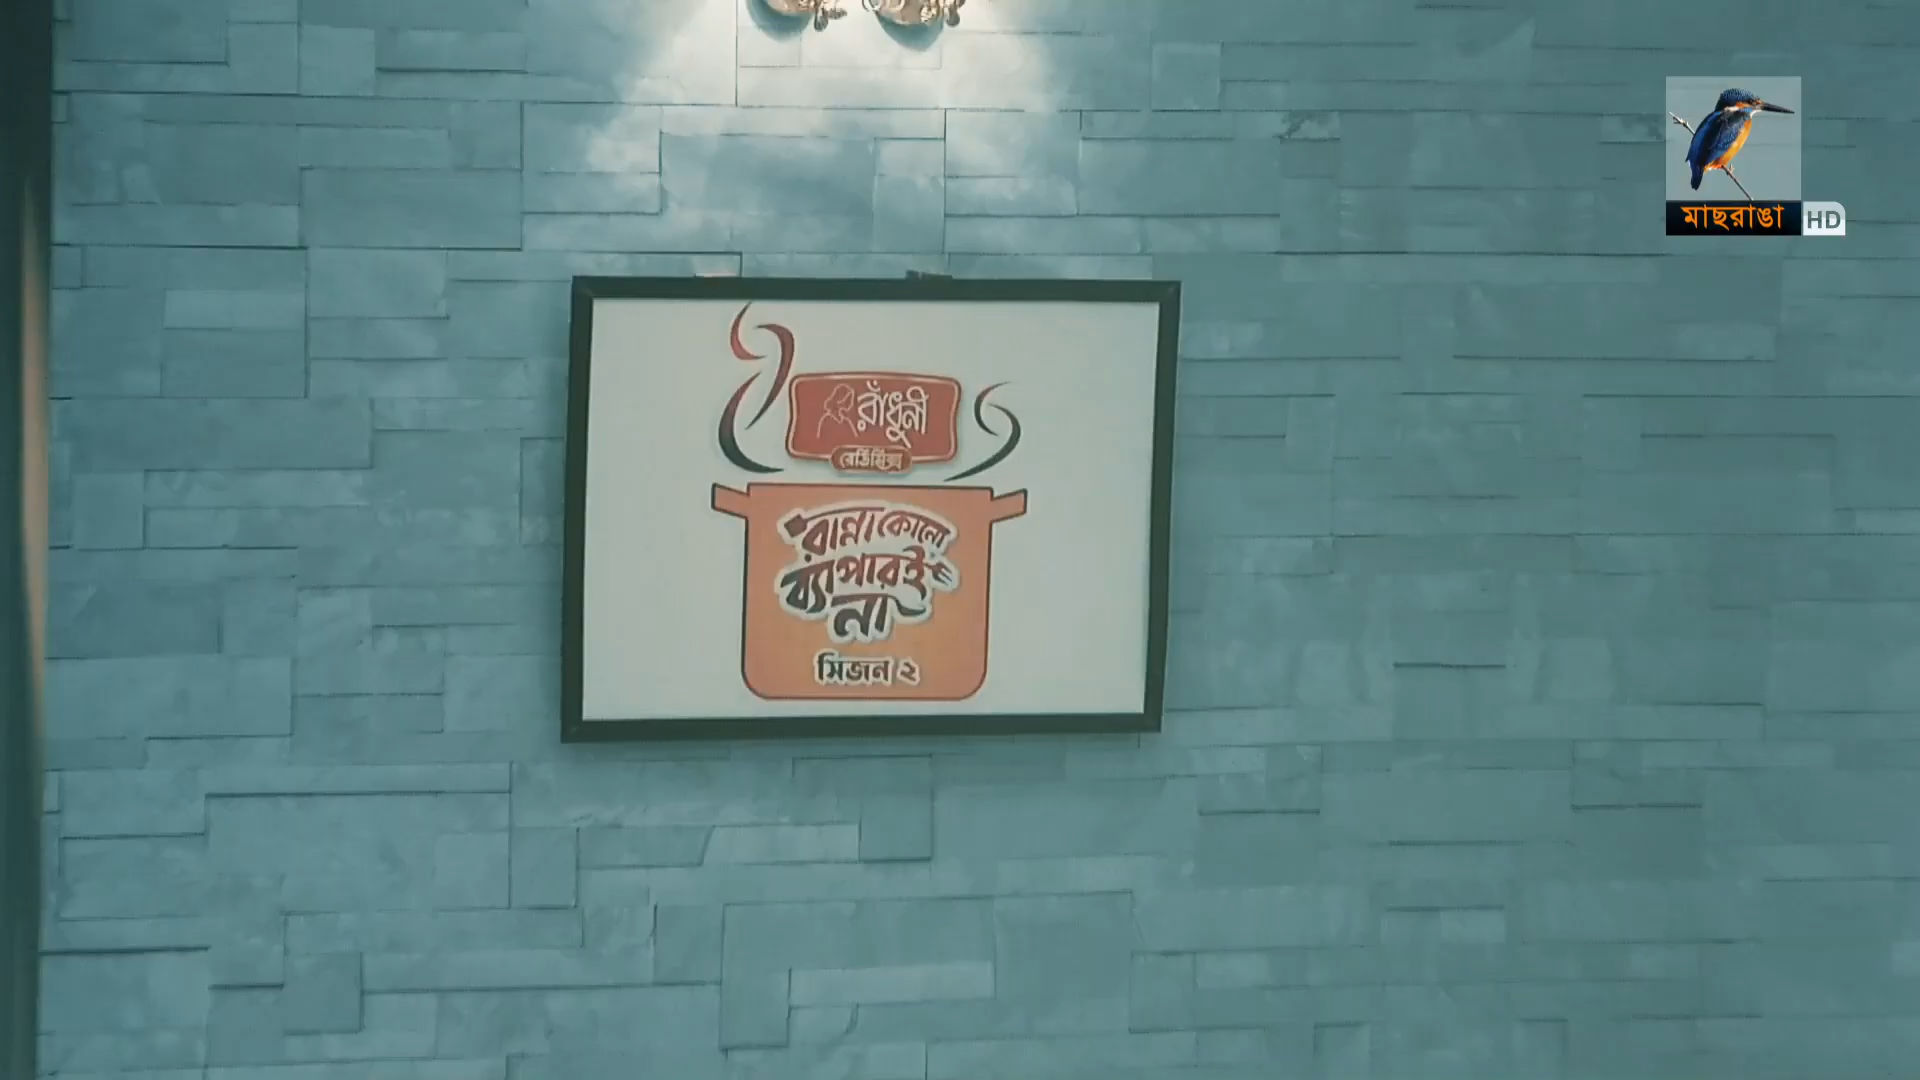 মাছরাঙা HD
রাঁধুনী
রেডিমিক্স
রান্না কোনো
ব্যাপারই
না
সিজন ২